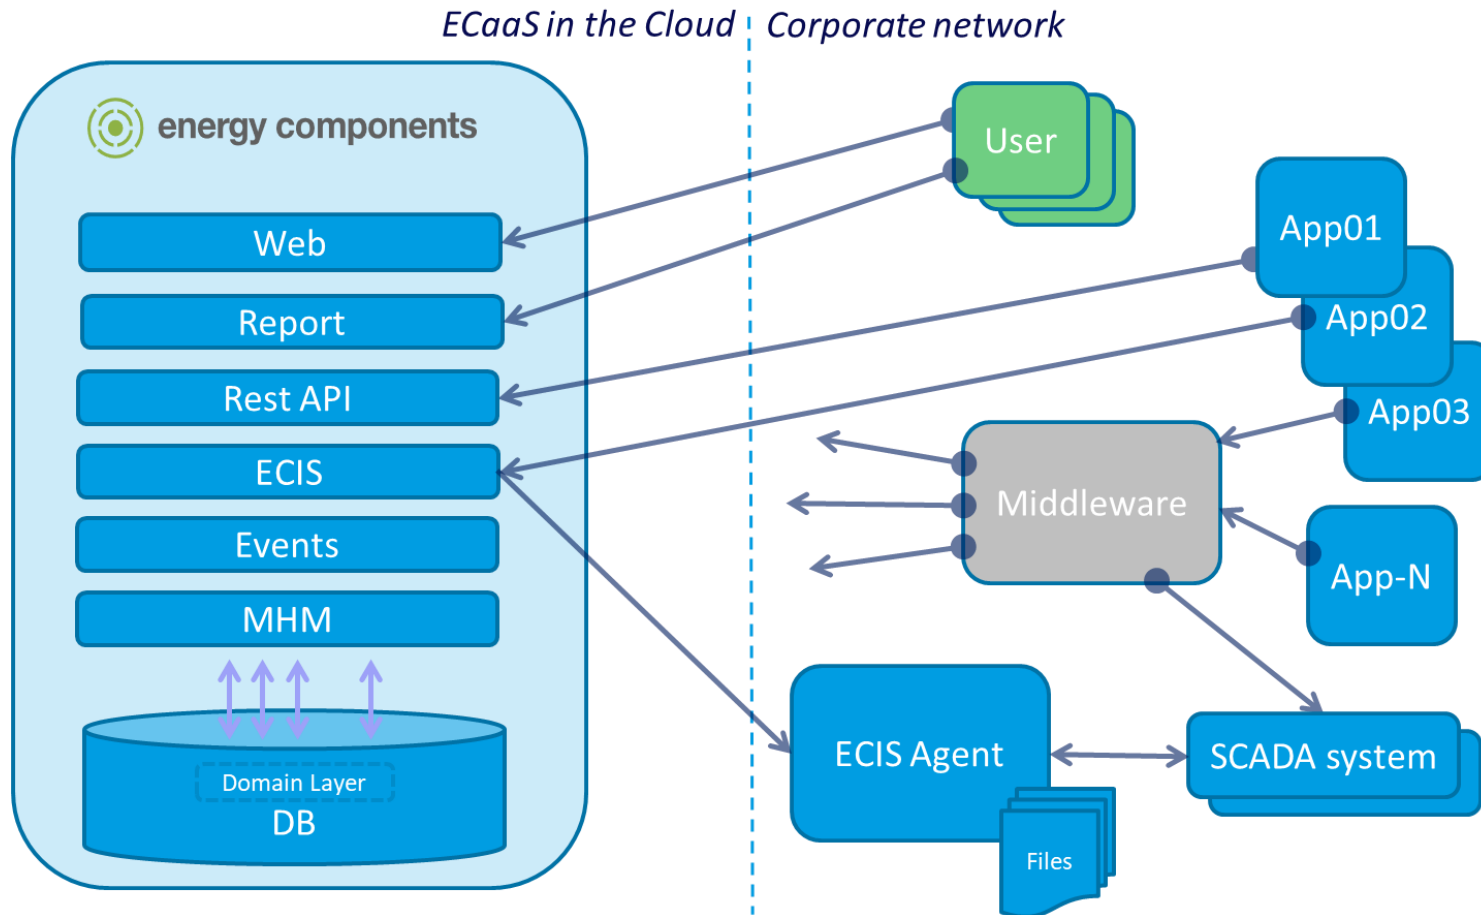 ECaaS in the Cloud
Corporate network
energy components
User
Web
App01
Report
App02
Rest API
App03
ECIS
Middleware
Events
App-N
MHM
ECIS Agent
SCADA system
Domain Layer
DB
Files